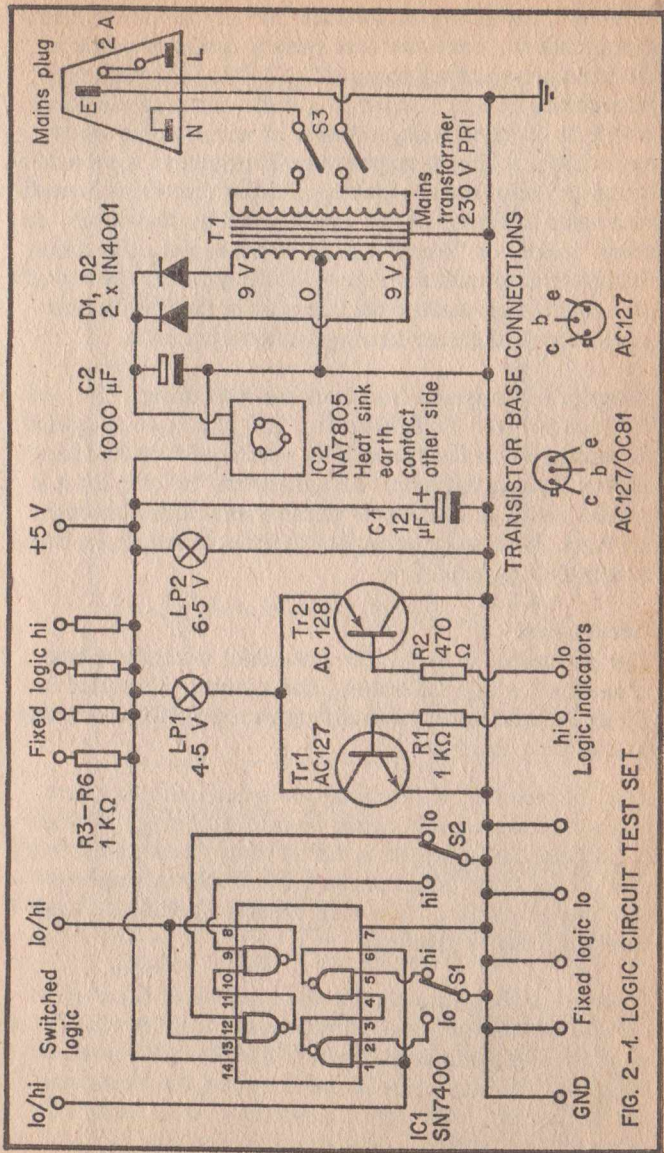 lo/hi
Switched
logic
lo/hi
Fixed logic hi
+5 V
R3–R6
1 KΩ
C2
1000 µF
D1, D2
2 x IN4001
Mains plug
N
E
L
2 A
S3
T1
9 V
0
9 V
Mains
transformer
230 V PRI
LP1
4·5 V
LP2
6·5 V
IC2
NA7805
Heat sink
earth
contact
other side
C1
12
µF
+
14
13
12
11
10
9
8
1
2
3
4
5
6
7
IC1
SN7400
lo
hi
S1
hi
lo
S2
Tr1
AC127
Tr2
AC 128
R1
1 KΩ
R2
470
Ω
hi
lo
Logic indicators
GND
Fixed logic lo
TRANSISTOR BASE CONNECTIONS
c
b
e
AC127/OC81
c
b
e
AC127
FIG. 2–1. LOGIC CIRCUIT TEST SET